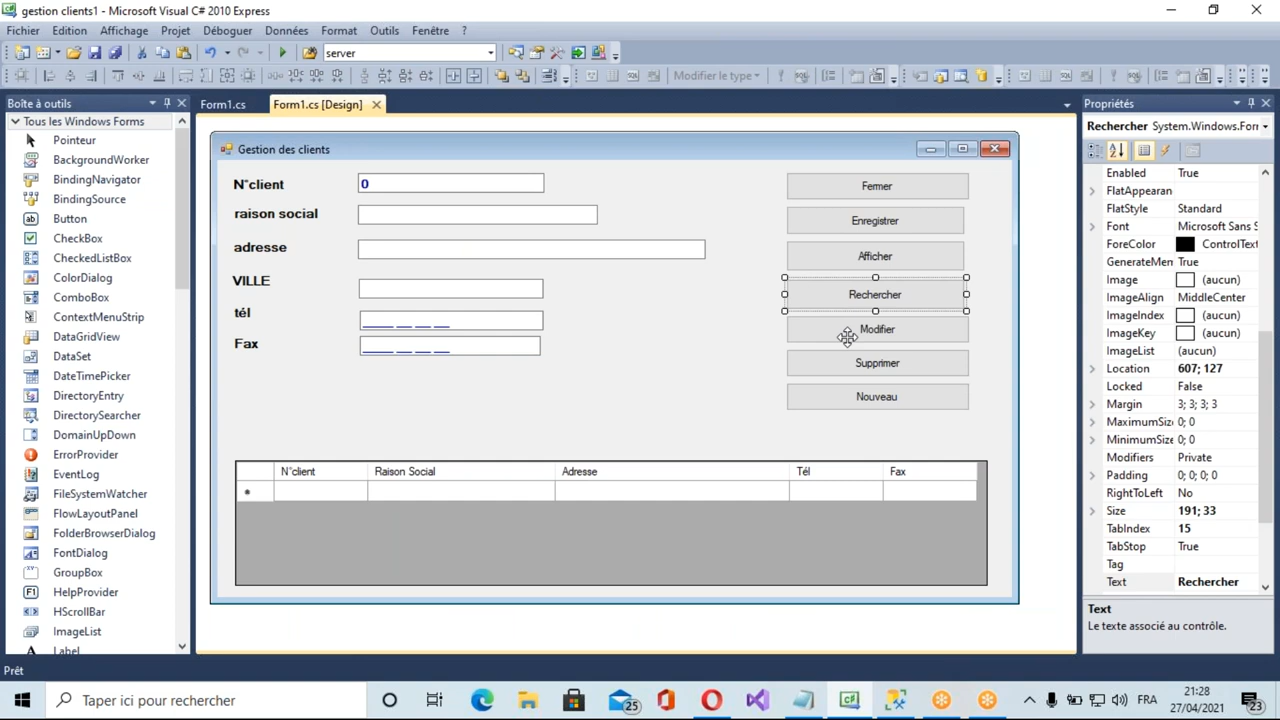 gestion clients1 - Microsoft Visual C# 2010 Express
Fichier Edition Affichage Projet Déboguer Données Format Outils Fenêtre ?
server
Modifier le type
Boîte à outils
Form1.cs
Form1.cs [Design]
Propriétés
Tous les Windows Forms
Pointeur
BackgroundWorker
BindingNavigator
BindingSource
Button
CheckBox
CheckedListBox
ColorDialog
ComboBox
ContextMenuStrip
DataGridView
DataSet
DateTimePicker
DirectoryEntry
DirectorySearcher
DomainUpDown
ErrorProvider
EventLog
FileSystemWatcher
FlowLayoutPanel
FolderBrowserDialog
FontDialog
GroupBox
HelpProvider
HScrollBar
ImageList
Label
Gestion des clients
N°client 0
raison social
adresse
VILLE
tél
Fax
Fermer
Enregistrer
Afficher
Rechercher
Modifier
Supprimer
Nouveau
N°client Raison Social Adresse Tél Fax
*
Rechercher System.Windows.Forr
Enabled True
FlatAppearan
FlatStyle Standard
Font Microsoft Sans S
ForeColor ControlText
GenerateMen True
Image (aucun)
ImageAlign MiddleCenter
ImageIndex (aucun)
ImageKey (aucun)
ImageList (aucun)
Location 607; 127
Locked False
Margin 3; 3; 3; 3
MaximumSiz 0; 0
MinimumSize 0; 0
Modifiers Private
Padding 0; 0; 0; 0
RightToLeft No
Size 191; 33
TabIndex 15
TabStop True
Tag
Text Rechercher
Text
Le texte associé au contrôle.
Prêt
Taper ici pour rechercher
25
FRA
21:28
27/04/2021
23